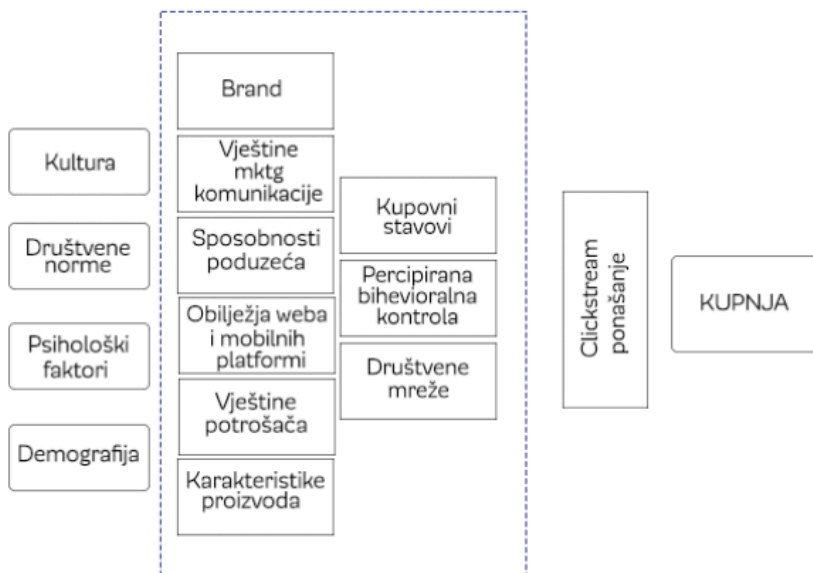 Kultura
Društvene
norme
Psihološki
faktori
Demografija
Brand
Vještine
mktg
komunikacije
Sposobnosti
poduzeća
Obilježja weba
i mobilnih
platformi
Vještine
potrošača
Karakteristike
proizvoda
Kupovni
stavovi
Percipirana
bihevioralna
kontrola
Društvene
mreže
Clickstream
ponašanje
KUPNJA